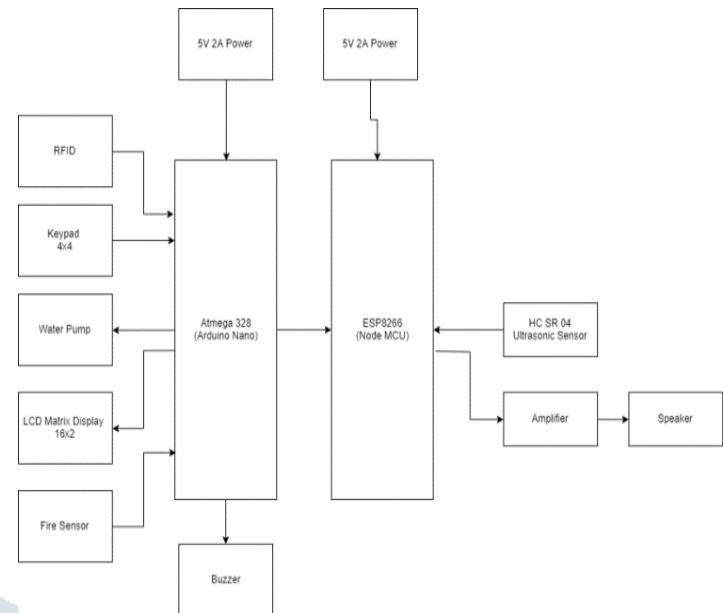 5V 2A Power
5V 2A Power
RFID
Keypad
4x4
Water Pump
LCD Matrix Display
16x2
Fire Sensor
Atmega 328
(Arduino Nano)
ESP8266
(Node MCU)
HC SR 04
Ultrasonic Sensor
Amplifier
Speaker
Buzzer